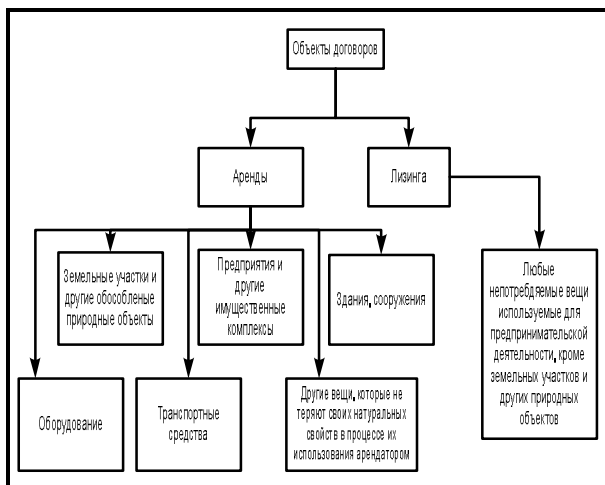 Объекты договоров
Аренды
Лизинга
Земельные участки и
другие обособленые
природные объекты
Предприятия и
другие
имущественные
комплексы
Здания, сооружения
Любые
непотребдяемые вещи
используемые для
предпринимательской
деятельности, кроме
земельных участков и
других природных
объектов
Оборудование
Транспортные
средства
Другие вещи, которые не
теряют своих натуральных
свойств в процессе их
использования арендатором